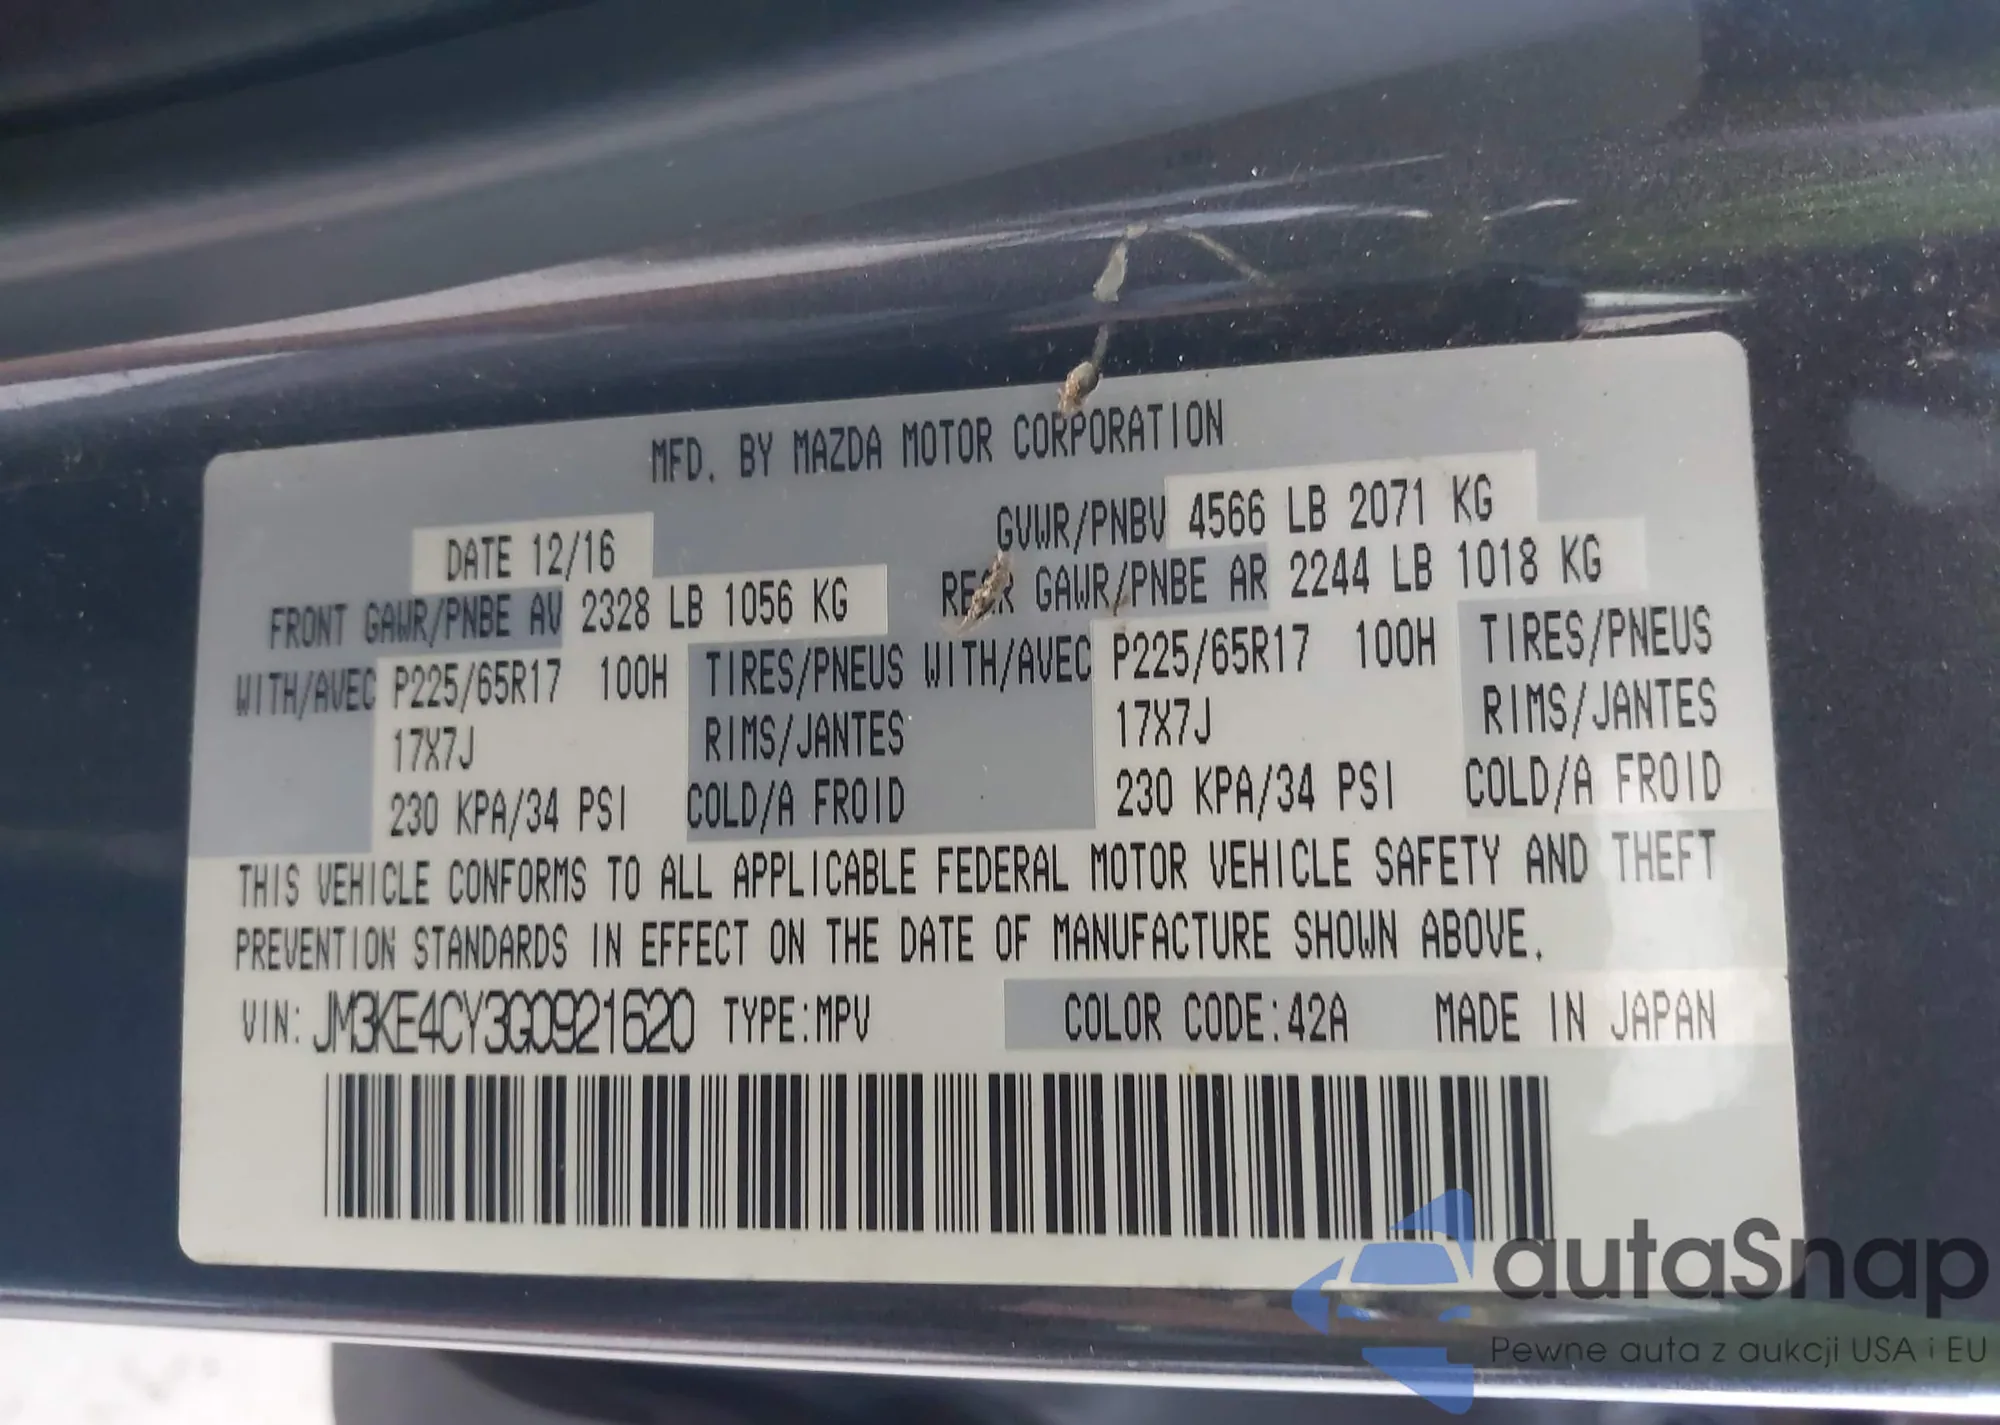 MFD. BY MAZDA MOTOR CORPORATION
DATE 12/16 GVWR/PNBV 4566 LB 2071 KG
FRONT GAWR/PNBE AV 2328 LB 1056 KG REAR GAWR/PNBE AR 2244 LB 1018 KG
WITH/AVEC P225/65R17 100H TIRES/PNEUS WITH/AVEC P225/65R17 100H TIRES/PNEUS
17X7J RIMS/JANTES 17X7J RIMS/JANTES
230 KPA/34 PSI COLD/A FROID 230 KPA/34 PSI COLD/A FROID
THIS VEHICLE CONFORMS TO ALL APPLICABLE FEDERAL MOTOR VEHICLE SAFETY AND THEFT
PREVENTION STANDARDS IN EFFECT ON THE DATE OF MANUFACTURE SHOWN ABOVE.
VIN: JM3KE4CY3G0921620 TYPE:MPV COLOR CODE:42A MADE IN JAPAN
autaSnap
Pewne auta z aukcji USA i EU